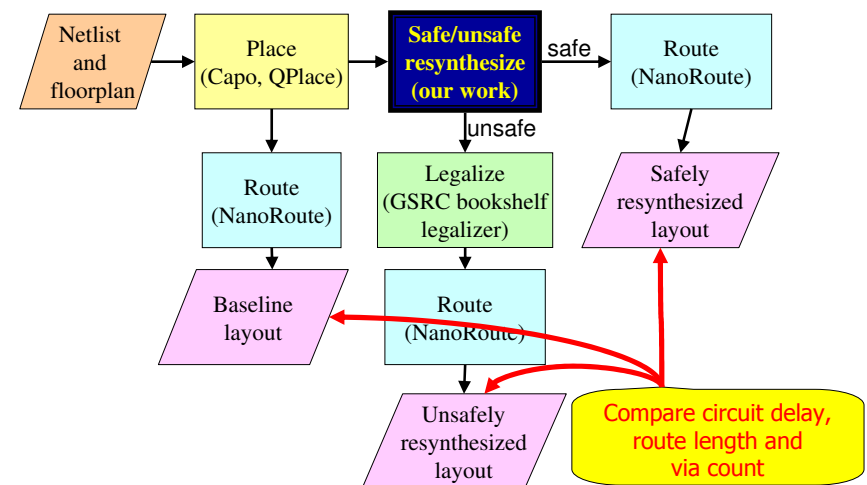 Netlist
and
floorplan
Place
(Capo, QPlace)
Safe/unsafe
resynthesize
(our work)
safe
Route
(NanoRoute)
unsafe
Route
(NanoRoute)
Legalize
(GSRC bookshelf
legalizer)
Safely
resynthesized
layout
Baseline
layout
Route
(NanoRoute)
Unsafely
resynthesized
layout
Compare circuit delay,
route length and
via count